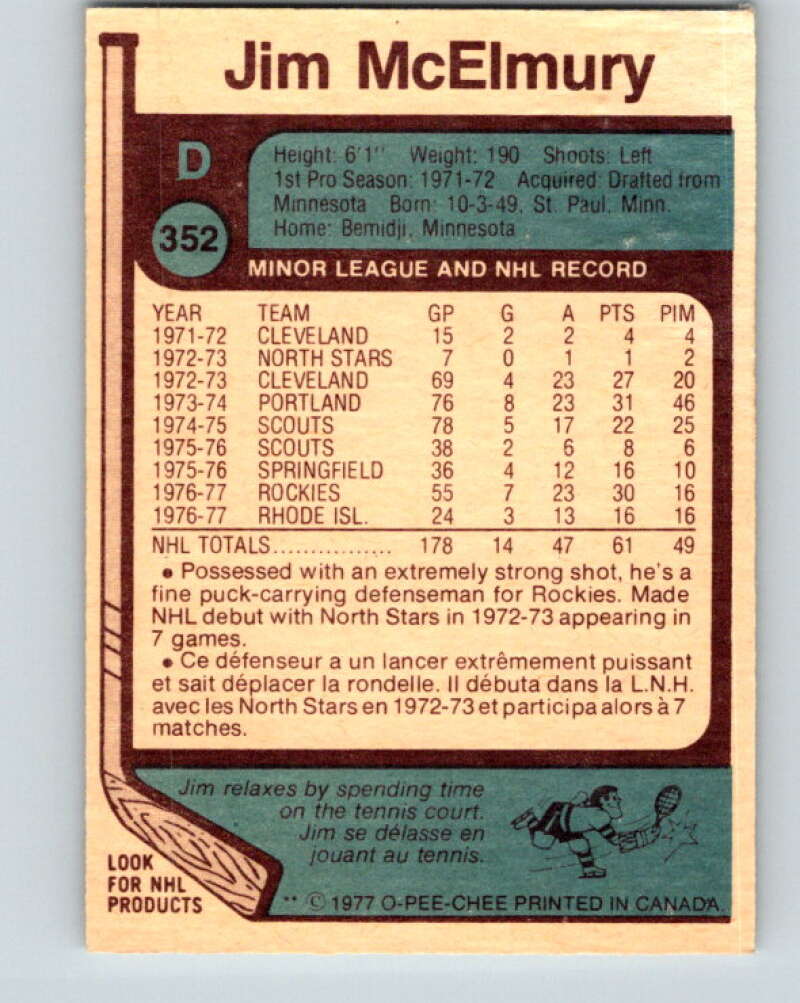 Jim McElmury
D
352
Height: 6'1" Weight: 190 Shoots: Left
1st Pro Season: 1971-72 Acquired: Drafted from
Minnesota Born: 10-3-49, St. Paul, Minn.
Home: Bemidji, Minnesota
MINOR LEAGUE AND NHL RECORD
YEAR TEAM GP G A PTS PIM
1971-72 CLEVELAND 15 2 2 4 4
1972-73 NORTH STARS 7 0 1 1 2
1972-73 CLEVELAND 69 4 23 27 20
1973-74 PORTLAND 76 8 23 31 46
1974-75 SCOUTS 78 5 17 22 25
1975-76 SCOUTS 38 2 6 8 6
1975-76 SPRINGFIELD 36 4 12 16 10
1976-77 ROCKIES 55 7 23 30 16
1976-77 RHODE ISL. 24 3 13 16 16
NHL TOTALS................ 178 14 47 61 49
• Possessed with an extremely strong shot, he's a
fine puck-carrying defenseman for Rockies. Made
NHL debut with North Stars in 1972-73 appearing in
7 games.
• Ce défenseur a un lancer extrêmement puissant
et sait déplacer la rondelle. Il débuta dans la L.N.H.
avec les North Stars en 1972-73 et participa alors à 7
matches.
Jim relaxes by spending time
on the tennis court.
Jim se délasse en
jouant au tennis.
LOOK
FOR NHL
PRODUCTS
** © 1977 O-PEE-CHEE PRINTED IN CANADA.